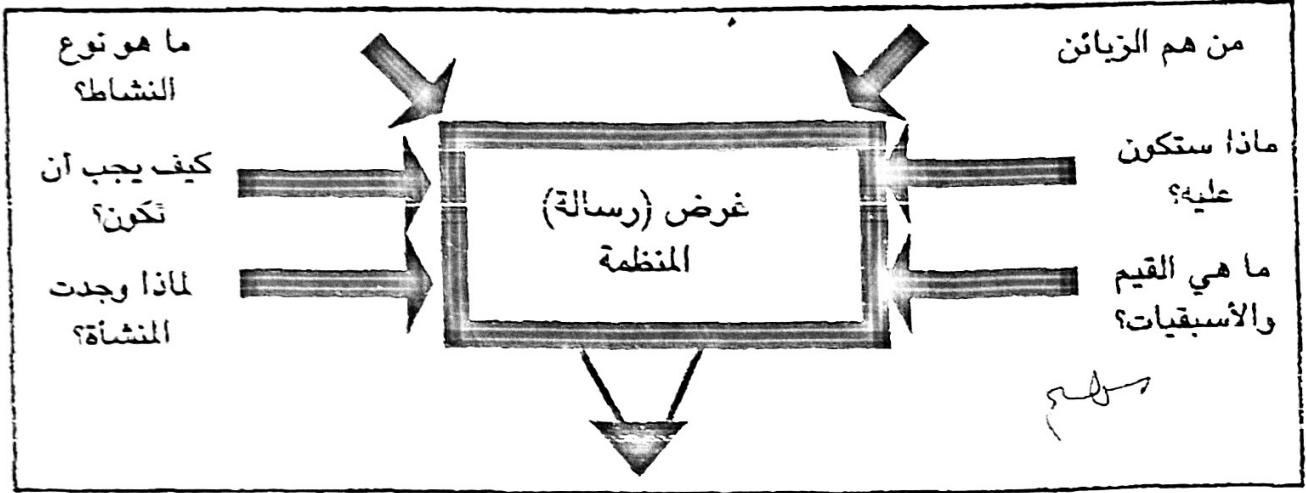 من هم الزبائن
ماذا ستكون
عليه؟
ما هي القيم
والأسبقيات؟
غرض (رسالة)
المنظمة
ما هو نوع
النشاط؟
كيف يجب أن
تكون؟
لماذا وجدت
المنشأة؟